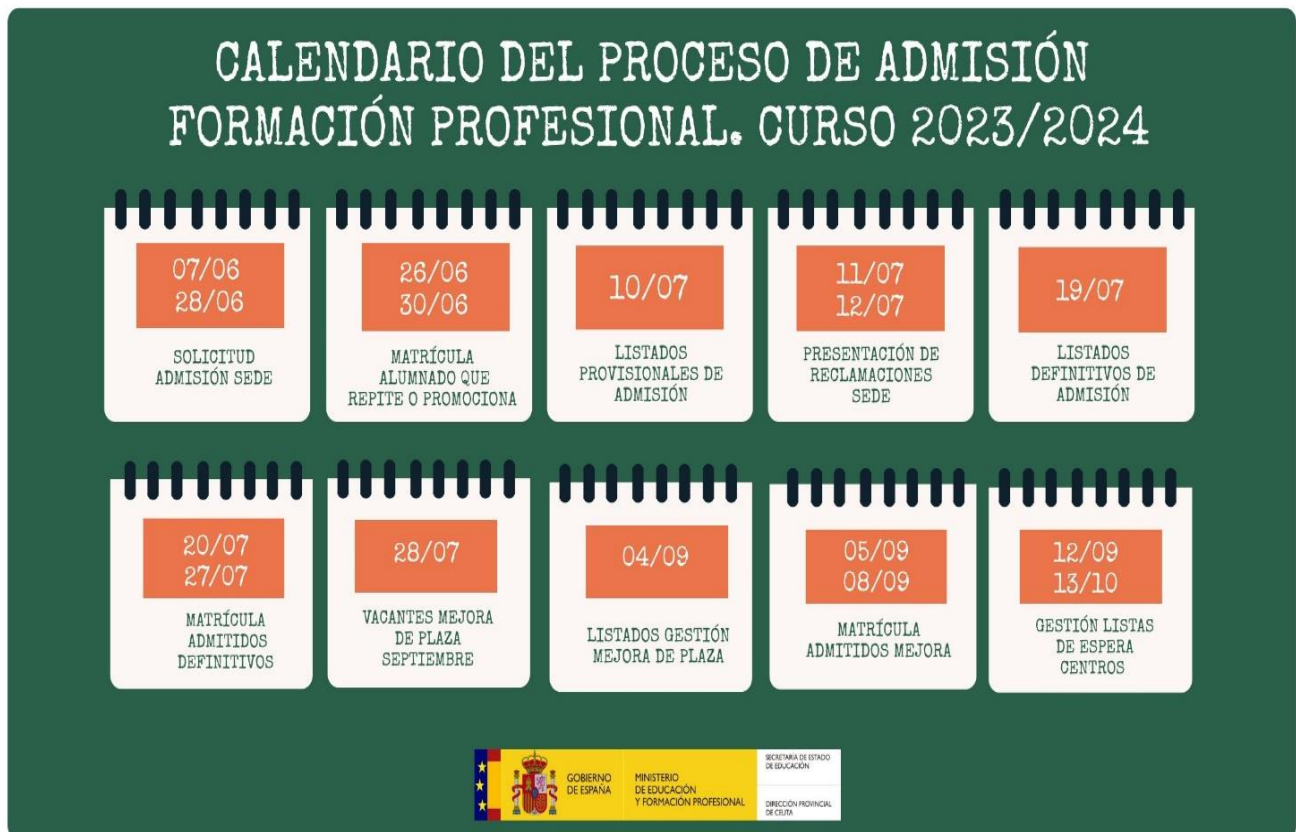 CALENDARIO DEL PROCESO DE ADMISIÓN
FORMACIÓN PROFESIONAL. CURSO 2023/2024
07/06
28/06
SOLICITUD
ADMISIÓN SEDE
26/06
30/06
MATRÍCULA
ALUMNADO QUE
REPITE O PROMOCIONA
10/07
LISTADOS
PROVISIONALES DE
ADMISIÓN
11/07
12/07
PRESENTACIÓN DE
RECLAMACIONES
SEDE
19/07
LISTADOS
DEFINITIVOS DE
ADMISIÓN
20/07
27/07
MATRÍCULA
ADMITIDOS
DEFINITIVOS
28/07
VACANTES MEJORA
DE PLAZA
SEPTIEMBRE
04/09
LISTADOS GESTIÓN
MEJORA DE PLAZA
05/09
08/09
MATRÍCULA
ADMITIDOS MEJORA
12/09
13/10
GESTIÓN LISTAS
DE ESPERA
CENTROS
GOBIERNO
DE ESPAÑA
MINISTERIO
DE EDUCACIÓN
Y FORMACIÓN PROFESIONAL
SECRETARÍA DE ESTADO
DE EDUCACIÓN
DIRECCIÓN PROVINCIAL
DE CEUTA